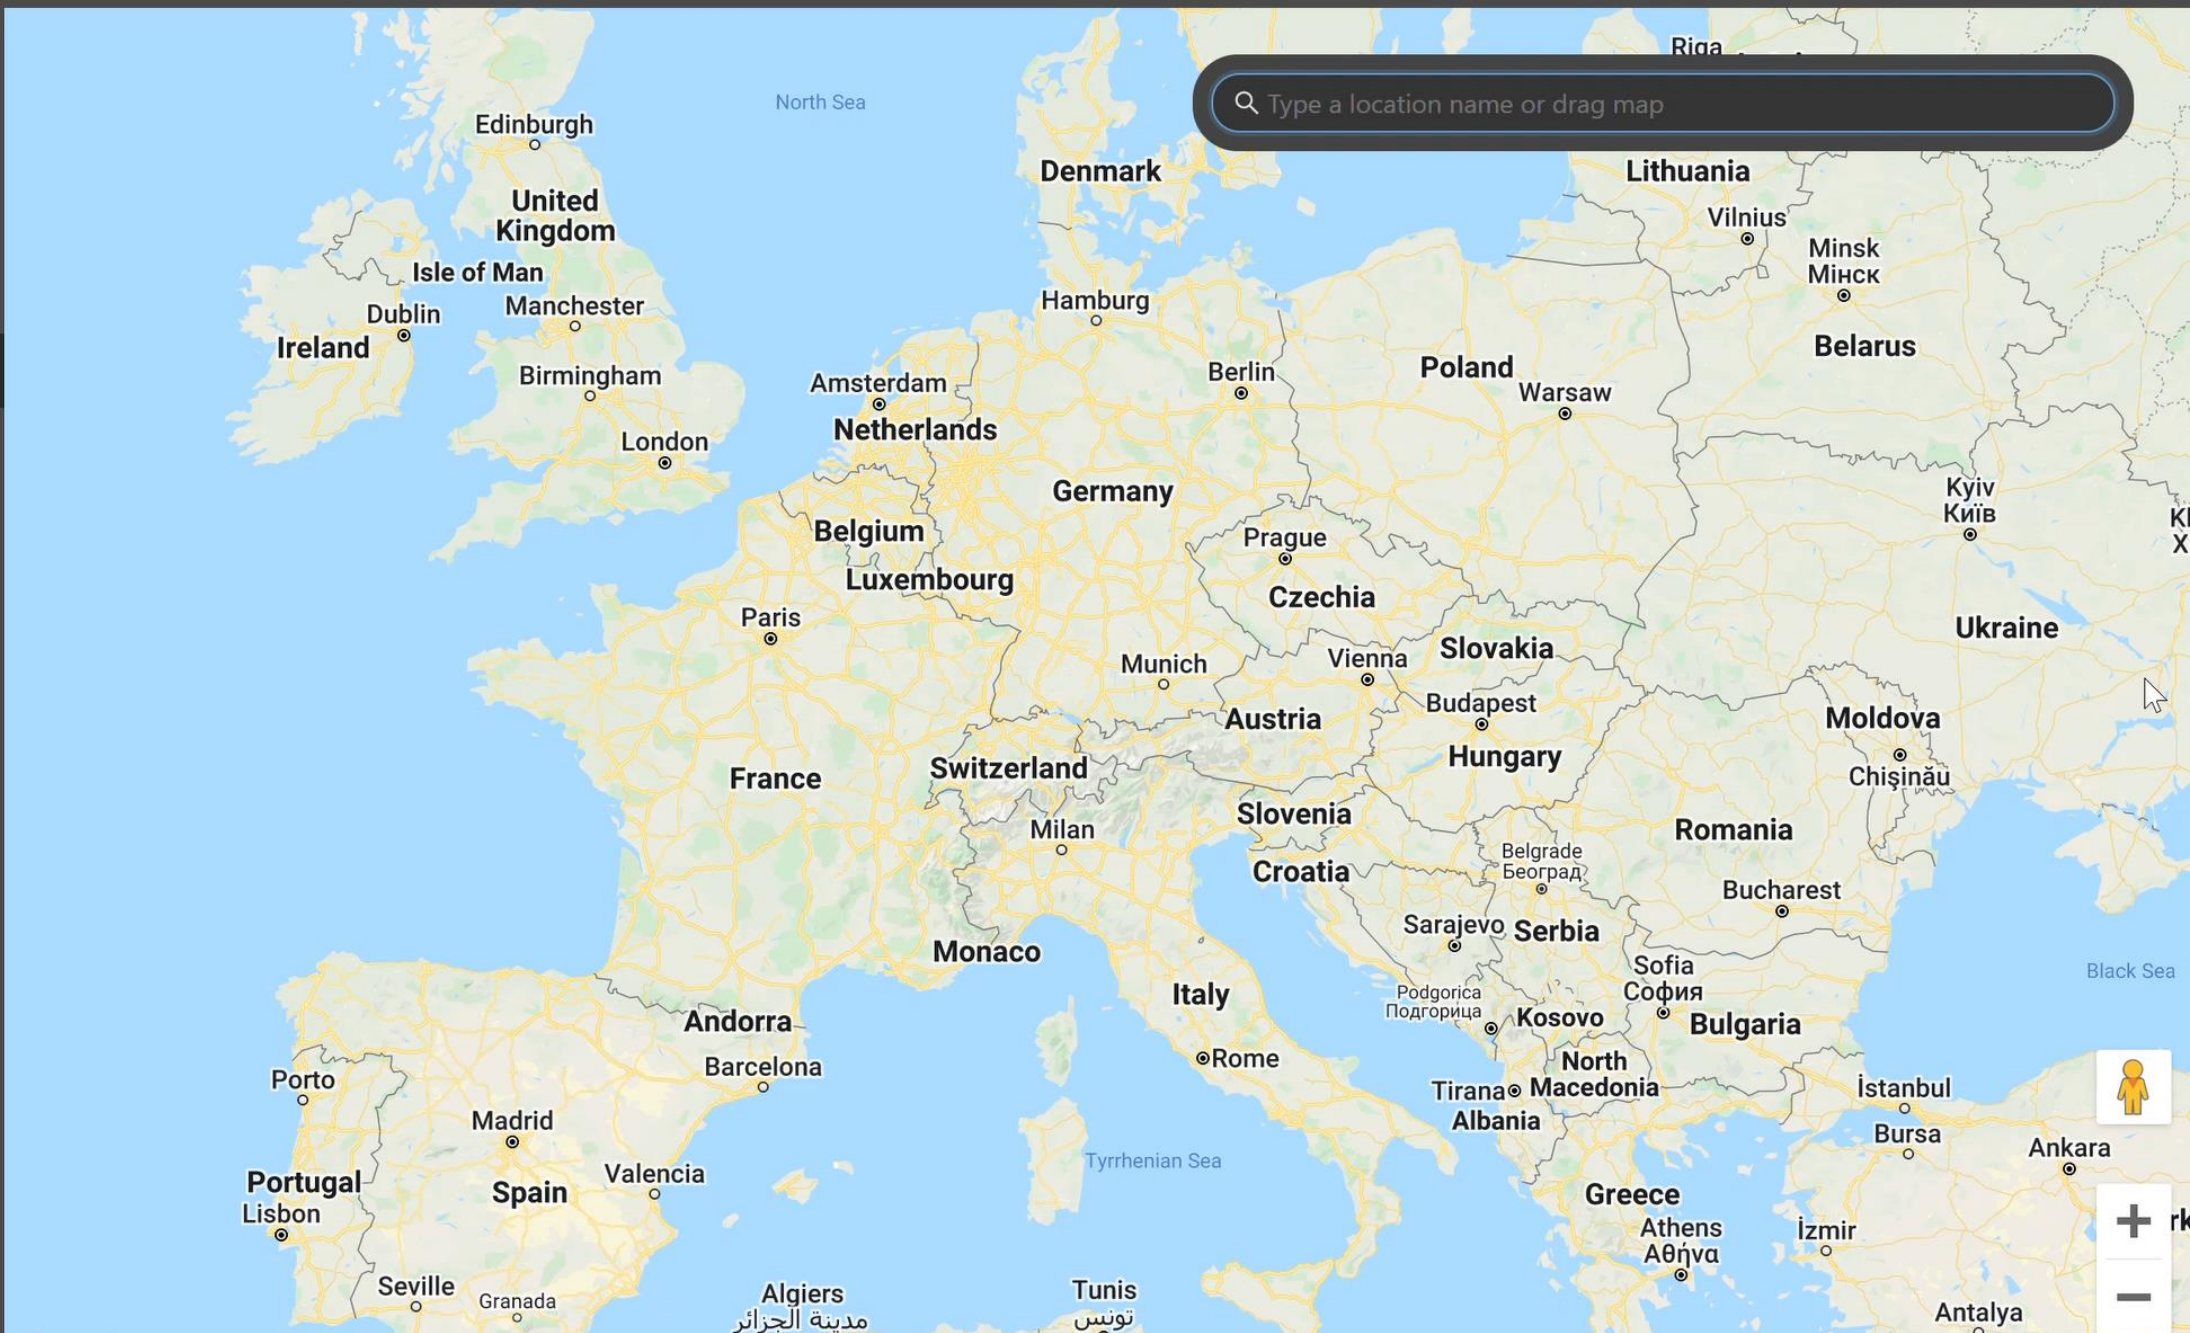 Riga
Type a location name or drag map
North Sea
Edinburgh
Denmark
Lithuania
United
Kingdom
Vilnius
Minsk
Мінск
Isle of Man
Hamburg
Manchester
Dublin
Ireland
Belarus
Birmingham
Amsterdam
Berlin
Poland
Warsaw
Netherlands
London
Germany
Kyiv
Київ
Belgium
Prague
Luxembourg
Czechia
Paris
Ukraine
Slovakia
Munich
Vienna
Budapest
Austria
Moldova
Hungary
Switzerland
France
Chişinău
Slovenia
Milan
Romania
Belgrade
Београд
Croatia
Bucharest
Sarajevo
Serbia
Monaco
Sofia
София
Black Sea
Italy
Podgorica
Подгорица
Kosovo
Andorra
Bulgaria
Rome
Barcelona
North
Macedonia
Porto
Tirana
İstanbul
Madrid
Albania
Bursa
Ankara
Tyrrhenian Sea
Valencia
Portugal
Spain
Greece
Lisbon
Athens
Αθήνα
İzmir
Seville
Granada
Algiers
مدينة الجزائر
Tunis
تونس
Antalya